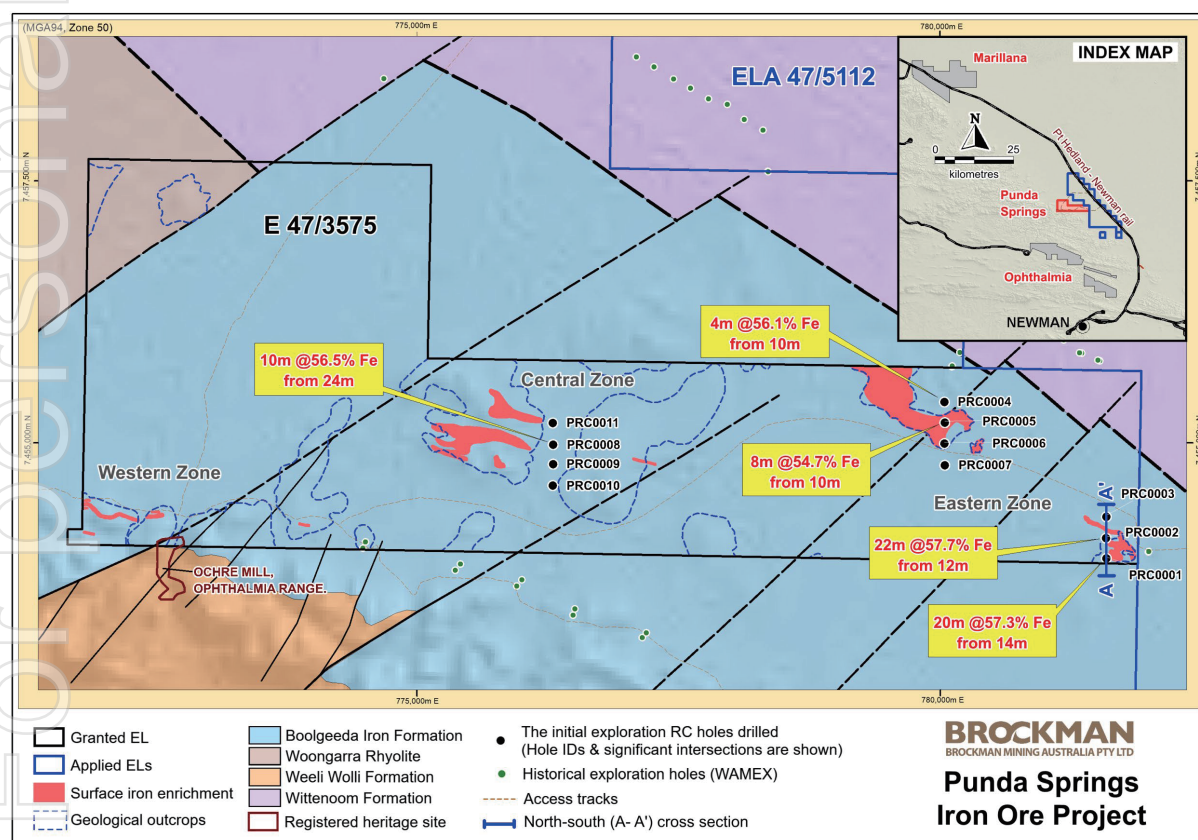 For personal
(MGA94, Zone 50)
775,000m E
780,000m E
7,457,500m N
7,455,000m N
ELA 47/5112
E 47/3575
INDEX MAP
Marillana
N
0 25
kilometres
Pt Hedland - Newman rail
Punda
Springs
Ophthalmia
NEWMAN
4m @56.1% Fe
from 10m
10m @56.5% Fe
from 24m
Central Zone
PRC0011
PRC0008
PRC0009
PRC0010
PRC0004
PRC0005
PRC0006
PRC0007
8m @54.7% Fe
from 10m
Western Zone
Eastern Zone
A'
PRC0003
PRC0002
PRC0001
A
22m @57.7% Fe
from 12m
20m @57.3% Fe
from 14m
OCHRE MILL,
OPHTHALMIA RANGE.
775,000m E
780,000m E
Granted EL
Applied ELs
Surface iron enrichment
Geological outcrops
Boolgeeda Iron Formation
Woongarra Rhyolite
Weeli Wolli Formation
Wittenoom Formation
Registered heritage site
The initial exploration RC holes drilled
(Hole IDs & significant intersections are shown)
Historical exploration holes (WAMEX)
Access tracks
North-south (A- A') cross section
BROCKMAN
BROCKMAN MINING AUSTRALIA PTY LTD
Punda Springs
Iron Ore Project